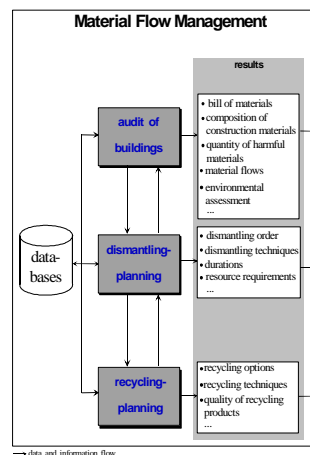 Material Flow Management
results
audit of
buildings
• bill of materials
• composition of
construction materials
• quantity of harmful
materials
• material flows
• environmental
assessment
...
data-
bases
dismantling-
planning
• dismantling order
• dismantling techniques
• durations
• resource requirements
...
recycling-
planning
• recycling options
• recycling techniques
• quality of recycling
products
...
data and information flow